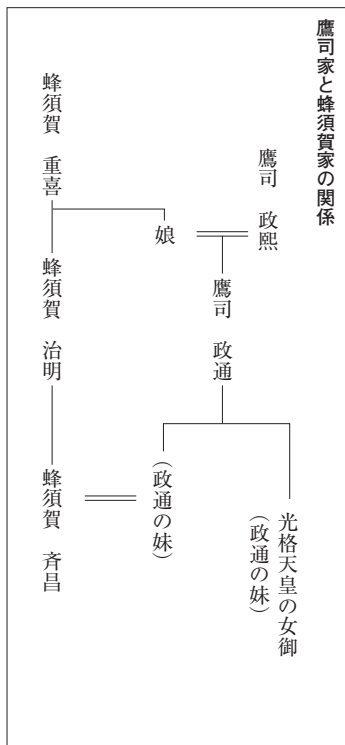 鷹司家と蜂須賀家の関係
鷹司　政熙
娘
蜂須賀　重喜
鷹司　政通
蜂須賀　治明
光格天皇の女御
（政通の妹）
（政通の妹）
蜂須賀　斉昌